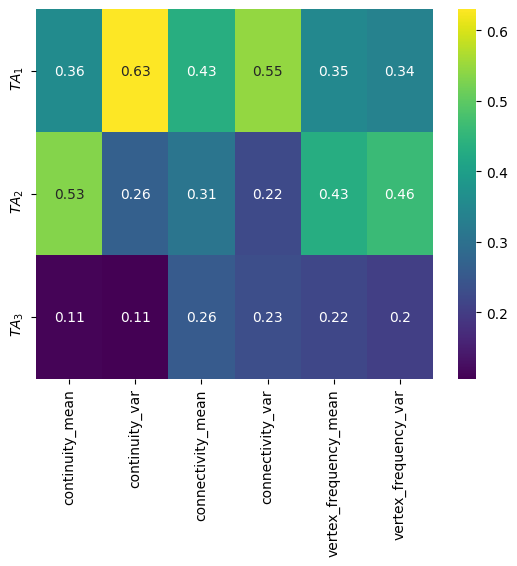 TA₁ 0.36 0.63 0.43 0.55 0.35 0.34
TA₂ 0.53 0.26 0.31 0.22 0.43 0.46
TA₃ 0.11 0.11 0.26 0.23 0.22 0.2
continuity_mean
continuity_var
connectivity_mean
connectivity_var
vertex_frequency_mean
vertex_frequency_var
0.6
0.5
0.4
0.3
0.2